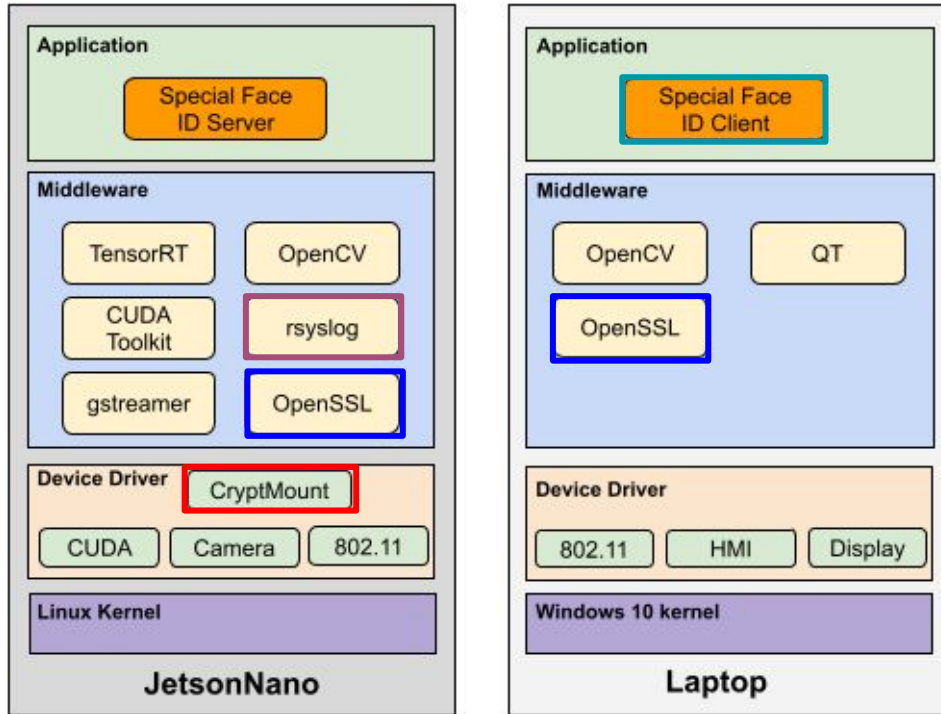 Application
Special Face
ID Server
Middleware
TensorRT
OpenCV
CUDA
Toolkit
rsyslog
gstreamer
OpenSSL
Device Driver
CryptMount
CUDA
Camera
802.11
Linux Kernel
JetsonNano
Application
Special Face
ID Client
Middleware
OpenCV
QT
OpenSSL
Device Driver
802.11
HMI
Display
Windows 10 kernel
Laptop